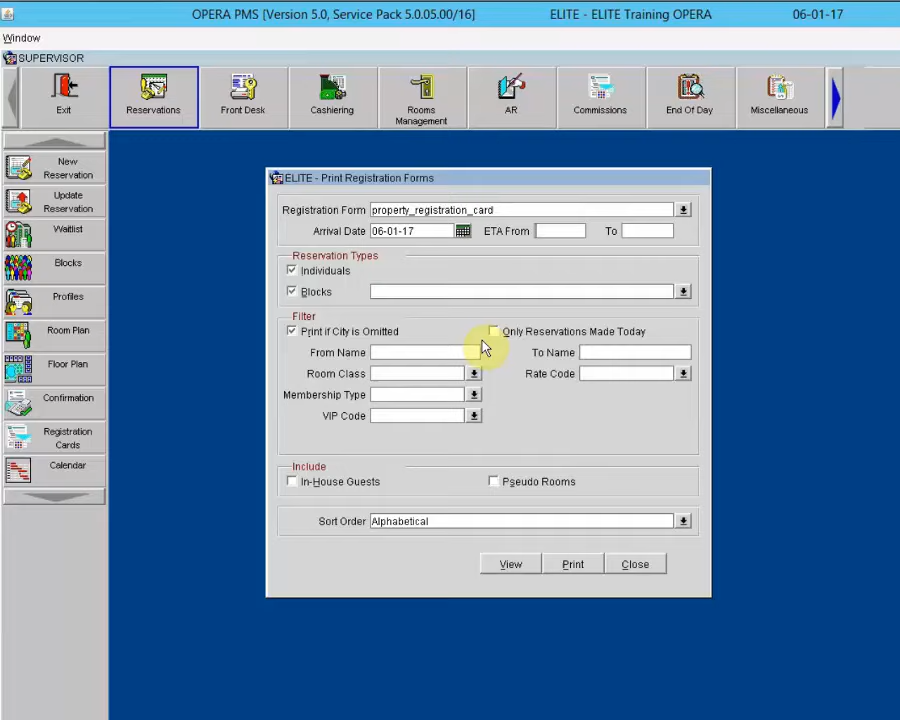 OPERA PMS [Version 5.0, Service Pack 5.0.05.00/16] ELITE - ELITE Training OPERA 06-01-17
Window
SUPERVISOR
Exit
Reservations
Front Desk
Cashiering
Rooms
Management
AR
Commissions
End Of Day
Miscellaneous
New
Reservation
Update
Reservation
Waitlist
Blocks
Profiles
Room Plan
Floor Plan
Confirmation
Registration
Cards
Calendar
ELITE - Print Registration Forms
Registration Form property_registration_card
Arrival Date 06-01-17 ETA From To
Reservation Types
Individuals
Blocks
Filter
Print if City is Omitted Only Reservations Made Today
From Name To Name
Room Class Rate Code
Membership Type
VIP Code
Include
In-House Guests Pseudo Rooms
Sort Order Alphabetical
View Print Close